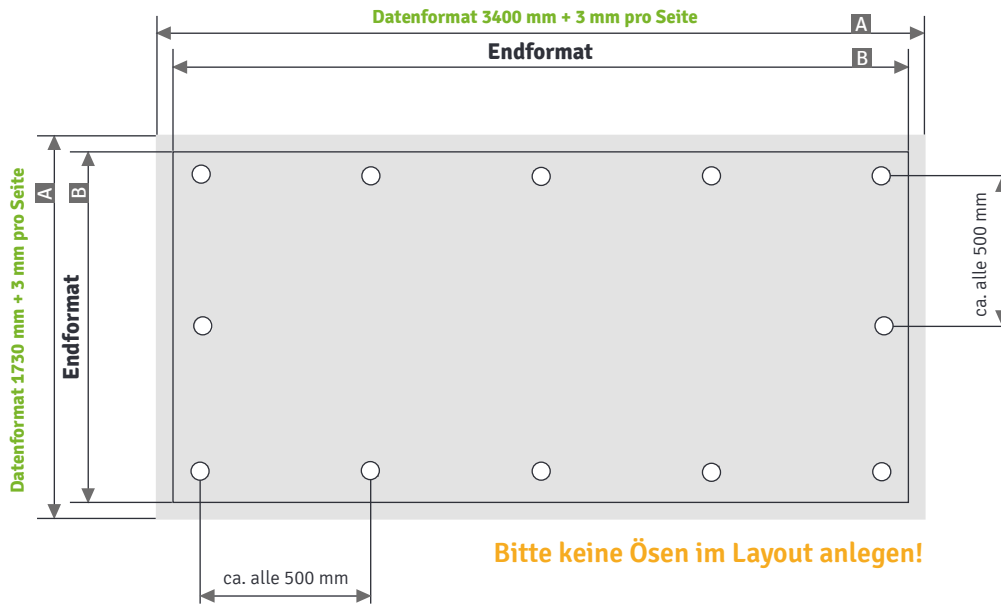 Datenformat 3400 mm + 3 mm pro Seite
A
Endformat
B
Datenformat 1730 mm + 3 mm pro Seite
A
B
Endformat
ca. alle 500 mm
Bitte keine Ösen im Layout anlegen!
ca. alle 500 mm